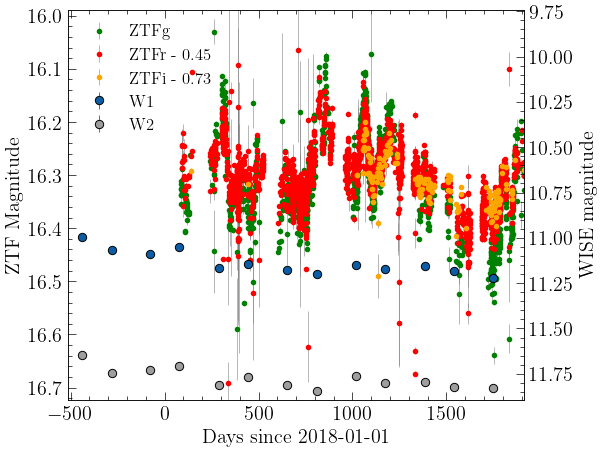 ZTFg
ZTFr - 0.45
ZTFi - 0.73
W1
W2
16.0
16.1
16.2
16.3
16.4
16.5
16.6
16.7
ZTF Magnitude
9.75
10.00
10.25
10.50
10.75
11.00
11.25
11.50
11.75
WISE magnitude
−500
0
500
1000
1500
Days since 2018-01-01